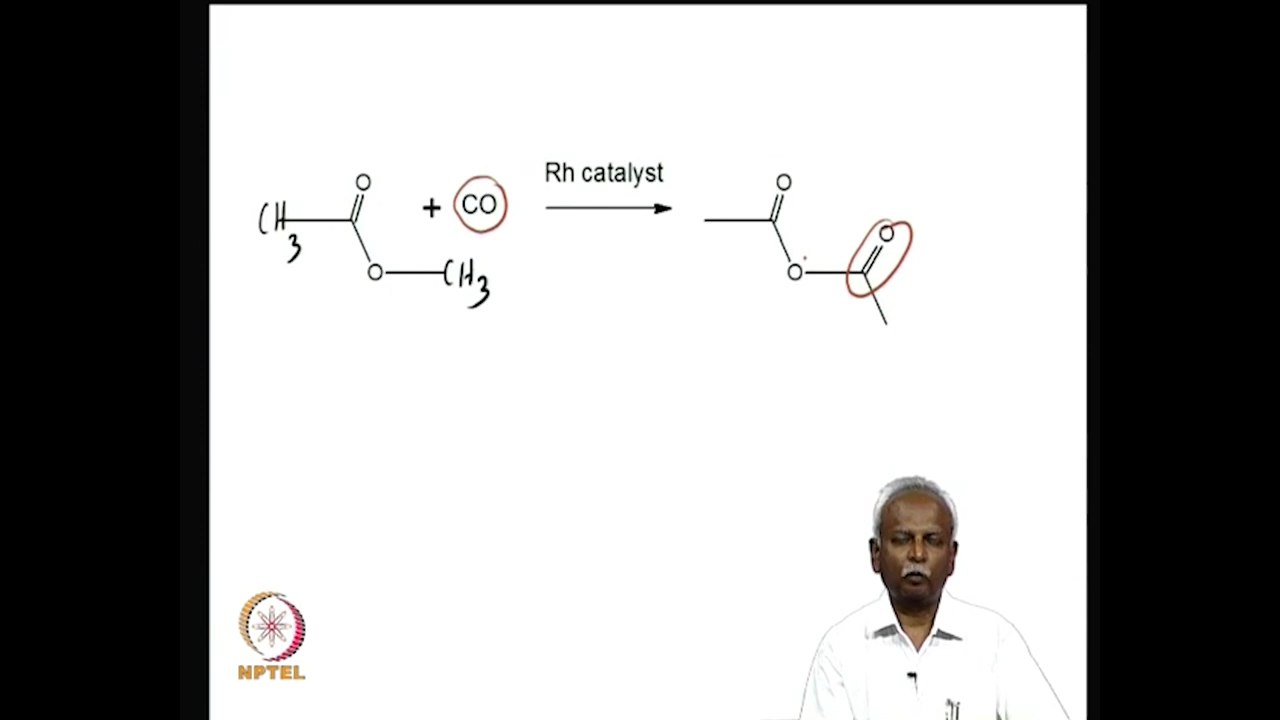 Rh catalyst
O
CH3
+ CO
O
CH3
O
O
O
NPTEL